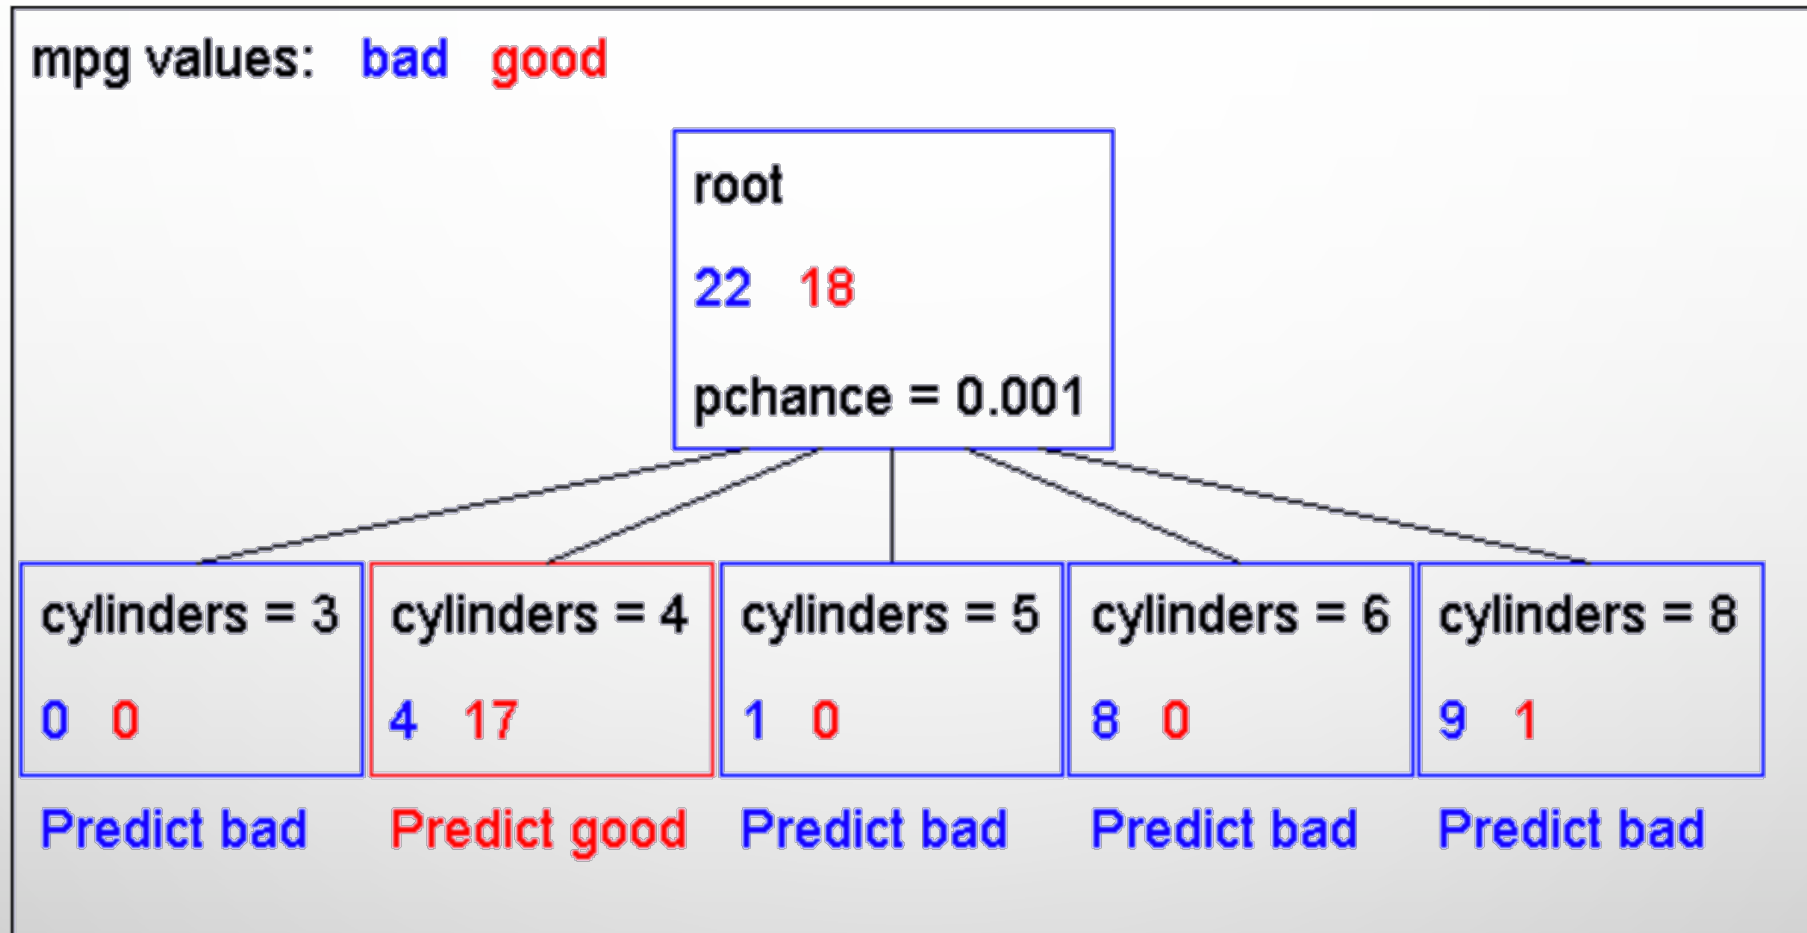 mpg values: bad good
root
22 18
pchance = 0.001
cylinders = 3
0 0
Predict bad
cylinders = 4
4 17
Predict good
cylinders = 5
1 0
Predict bad
cylinders = 6
8 0
Predict bad
cylinders = 8
9 1
Predict bad